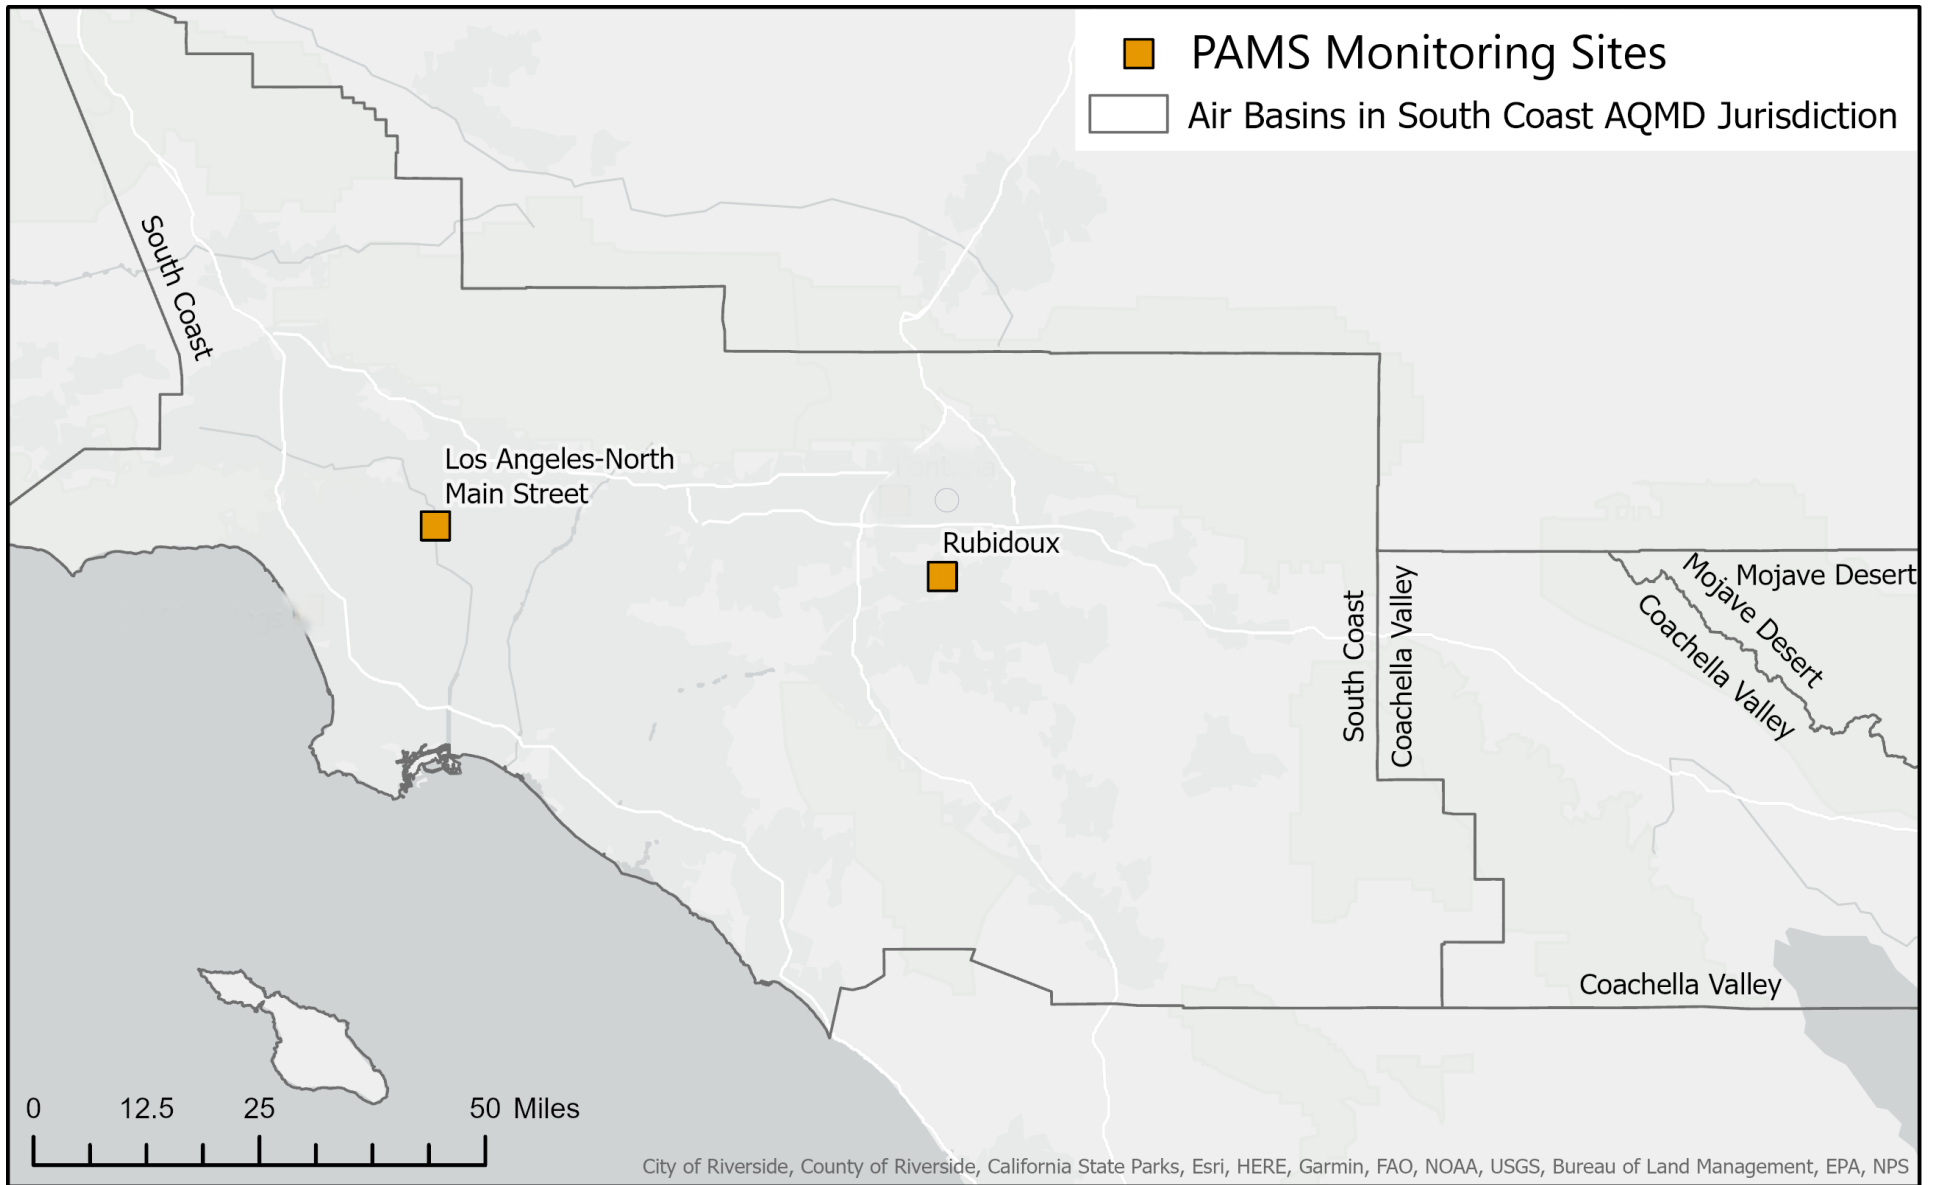 PAMS Monitoring Sites
Air Basins in South Coast AQMD Jurisdiction
South Coast
Los Angeles-North
Main Street
Rubidoux
South Coast
Coachella Valley
Mojave Desert
Mojave Desert
Coachella Valley
Coachella Valley
0 12.5 25 50 Miles
City of Riverside, County of Riverside, California State Parks, Esri, HERE, Garmin, FAO, NOAA, USGS, Bureau of Land Management, EPA, NPS